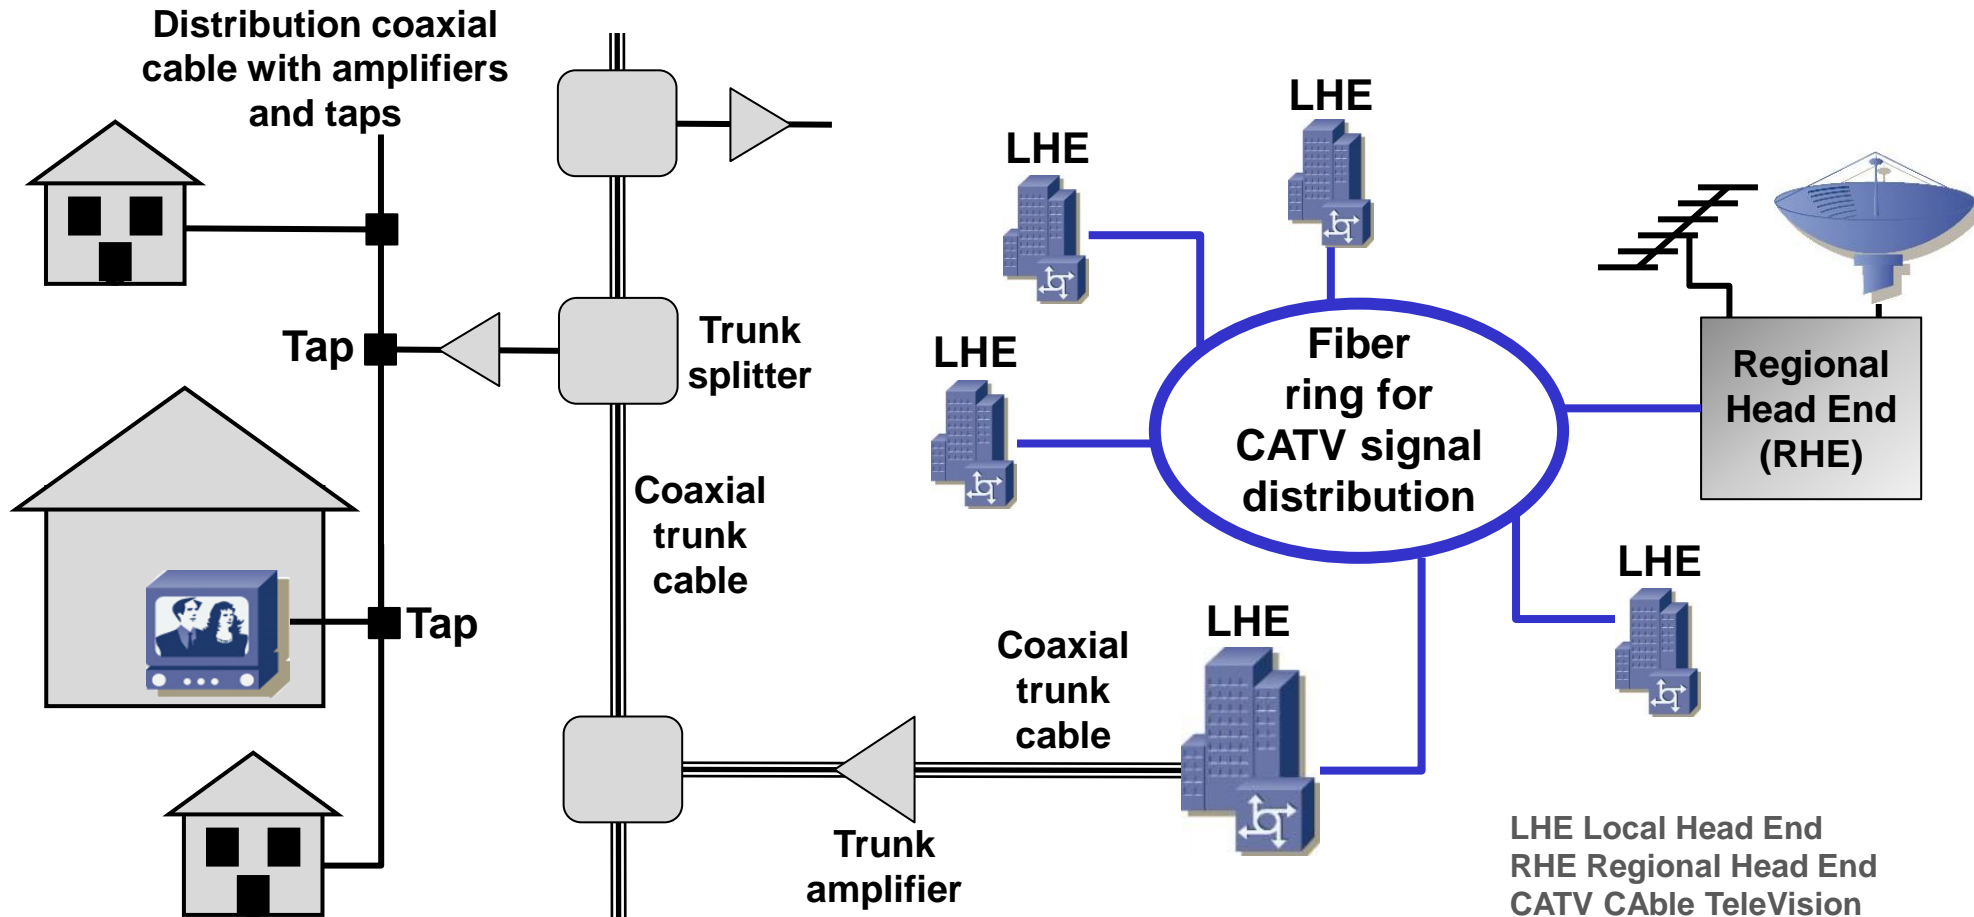 Distribution coaxial
cable with amplifiers
and taps
LHE
LHE
LHE
Tap
Trunk
splitter
Fiber
ring for
CATV signal
distribution
Regional
Head End
(RHE)
Coaxial
trunk
cable
Tap
LHE
LHE
Coaxial
trunk
cable
Trunk
amplifier
LHE Local Head End
RHE Regional Head End
CATV CAble TeleVision